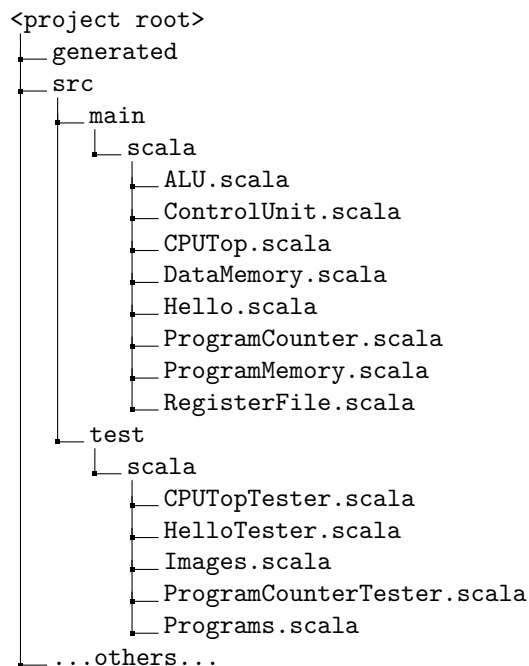 <project root>
generated
src
main
scala
ALU.scala
ControlUnit.scala
CPUTop.scala
DataMemory.scala
Hello.scala
ProgramCounter.scala
ProgramMemory.scala
RegisterFile.scala
test
scala
CPUTopTester.scala
HelloTester.scala
Images.scala
ProgramCounterTester.scala
Programs.scala
...others...